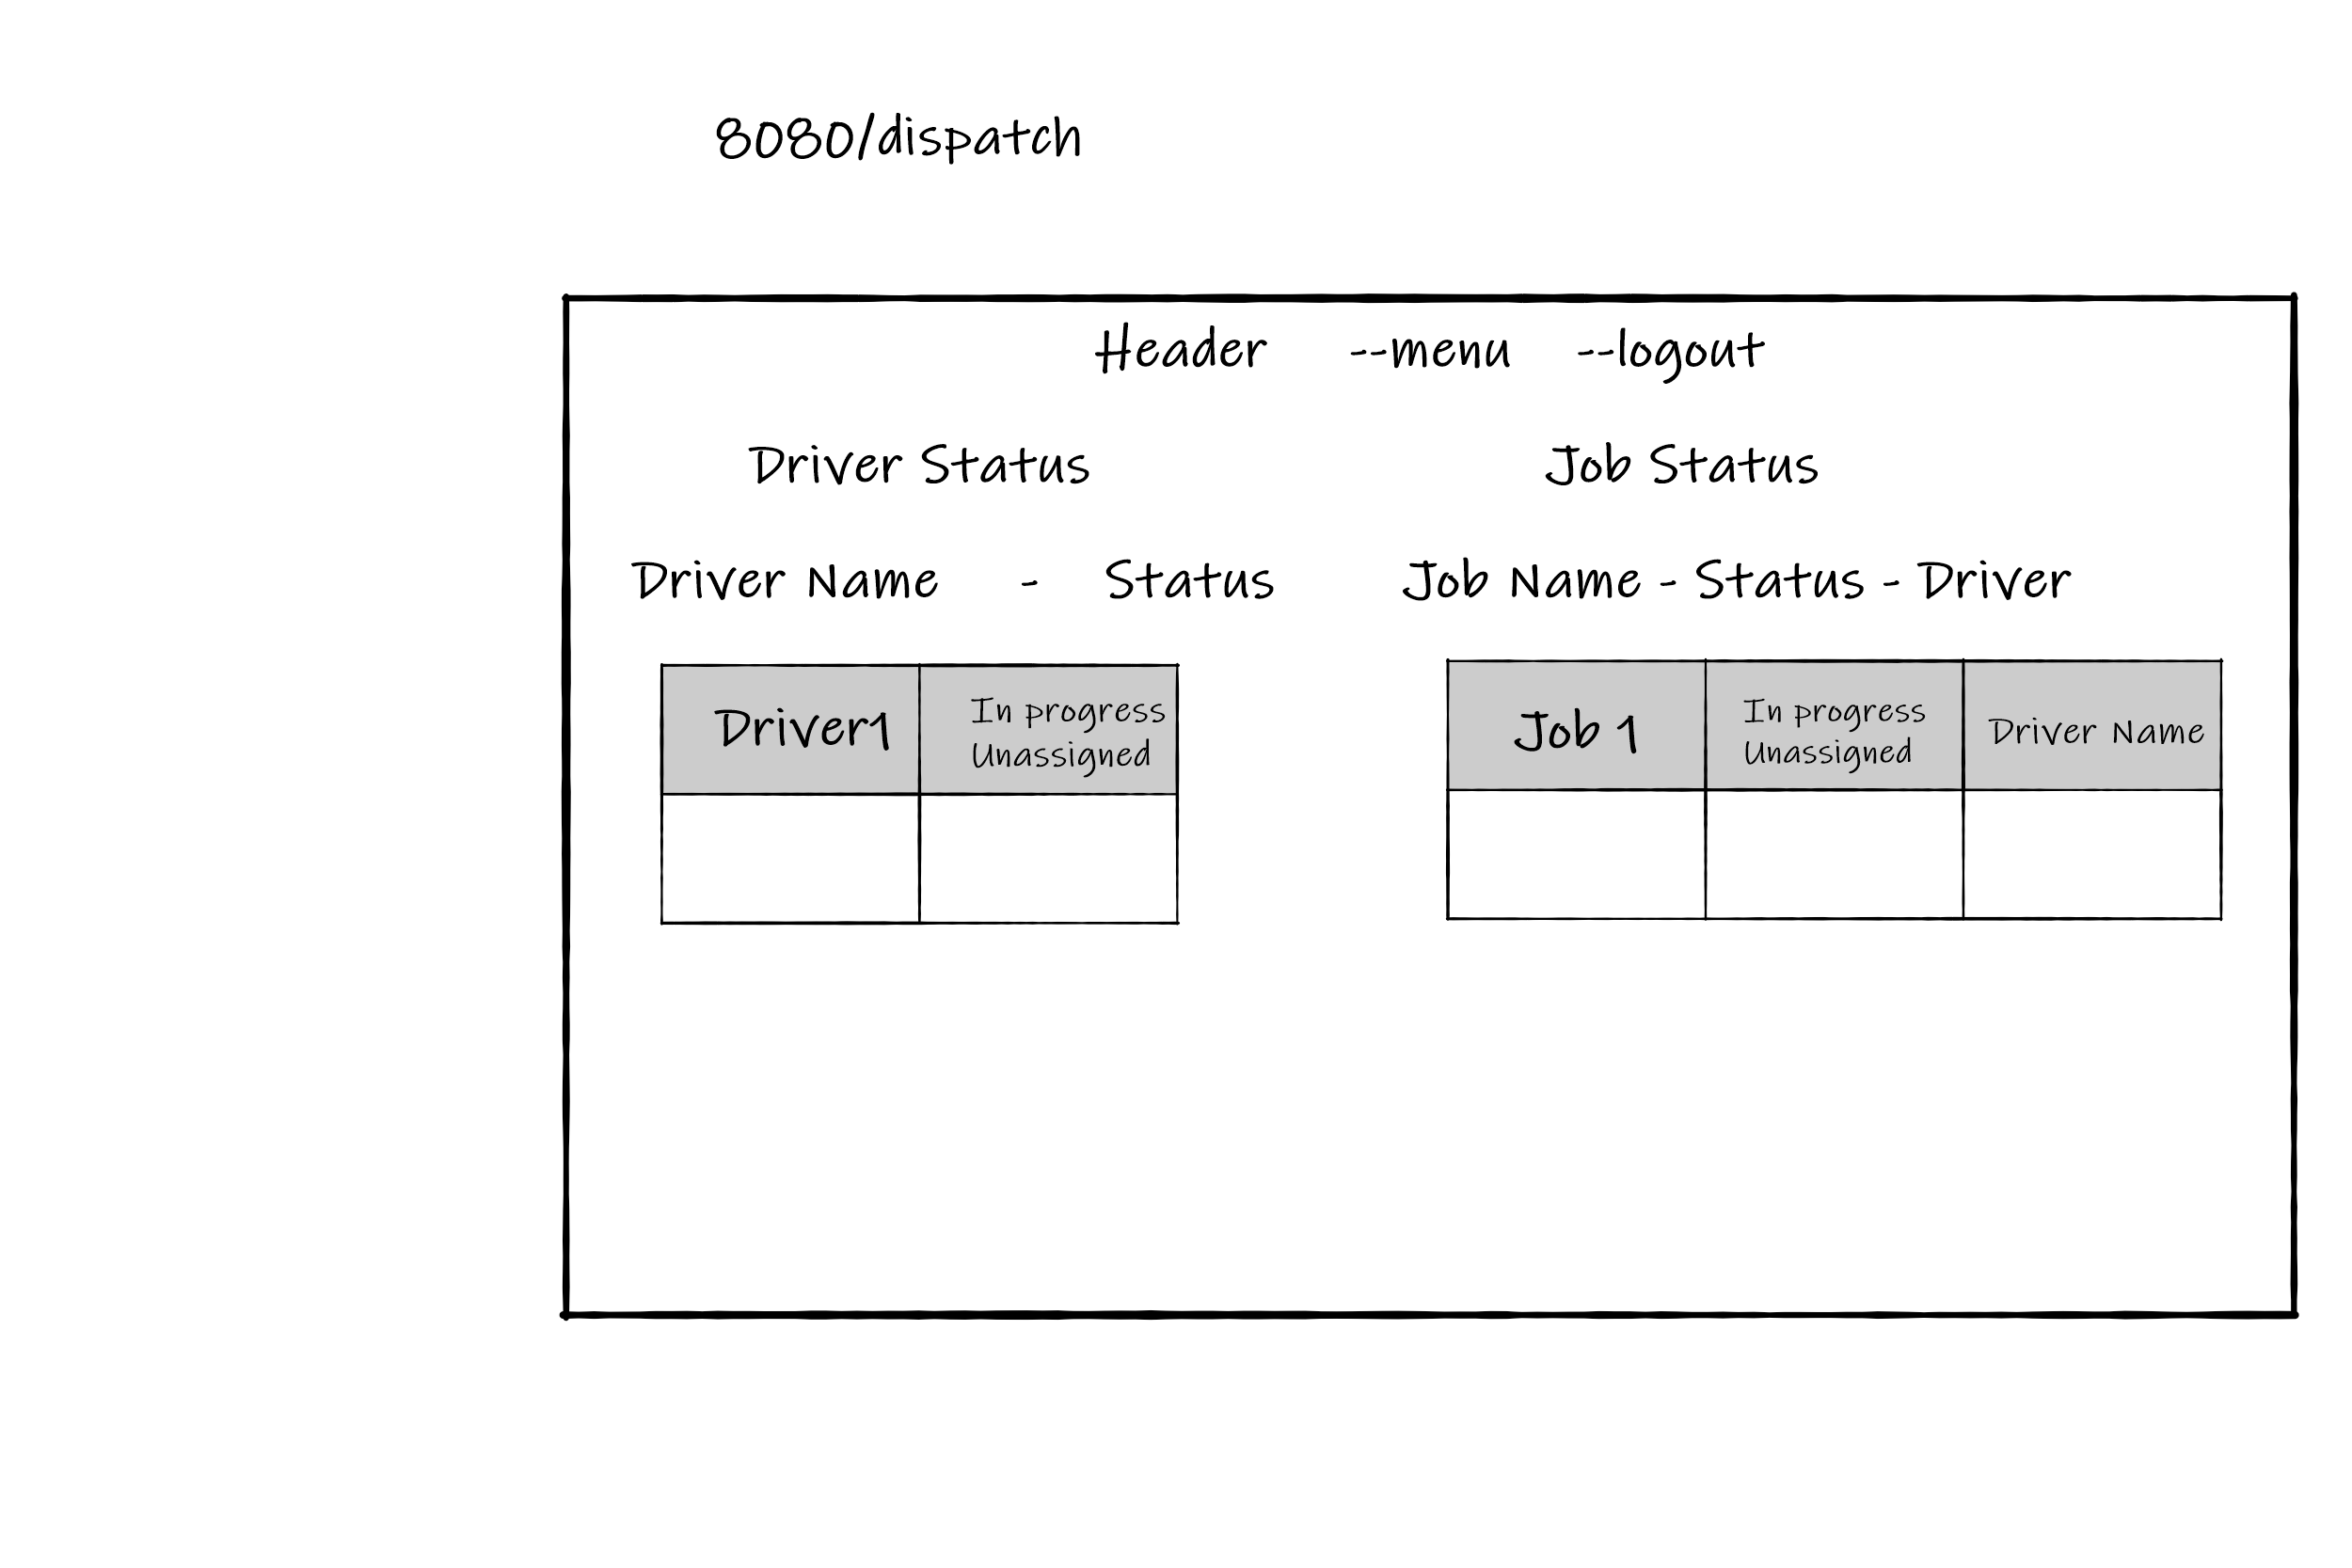 8080/dispatch
Header --menu --logout
Driver Status
Job Status
Driver Name - Status
Job Name - Status - Driver
Driver1
In progress
Unassigned
Job 1
In progress
Unassigned
Driver Name